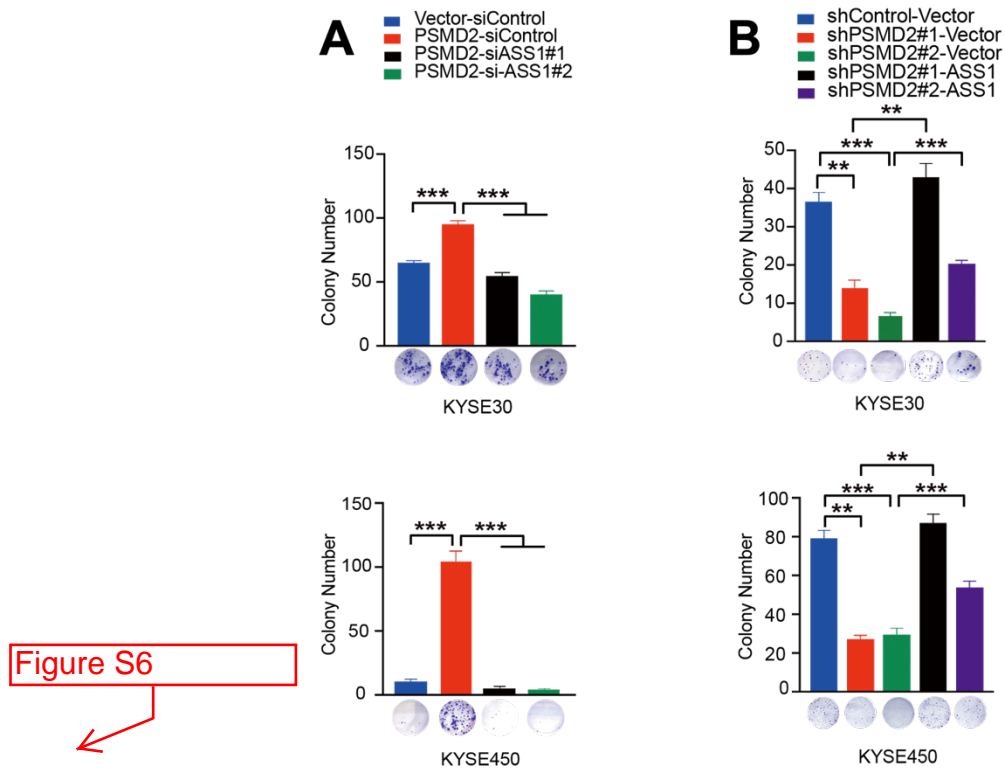 A
Vector-siControl
PSMD2-siControl
PSMD2-siASS1#1
PSMD2-si-ASS1#2
150
100
50
0
Colony Number
***
***
KYSE30
150
100
50
0
Colony Number
***
***
KYSE450
B
shControl-Vector
shPSMD2#1-Vector
shPSMD2#2-Vector
shPSMD2#1-ASS1
shPSMD2#2-ASS1
50
40
30
20
10
0
Colony Number
**
***
***
**
KYSE30
100
80
60
40
20
0
Colony Number
**
***
***
**
KYSE450
Figure S6